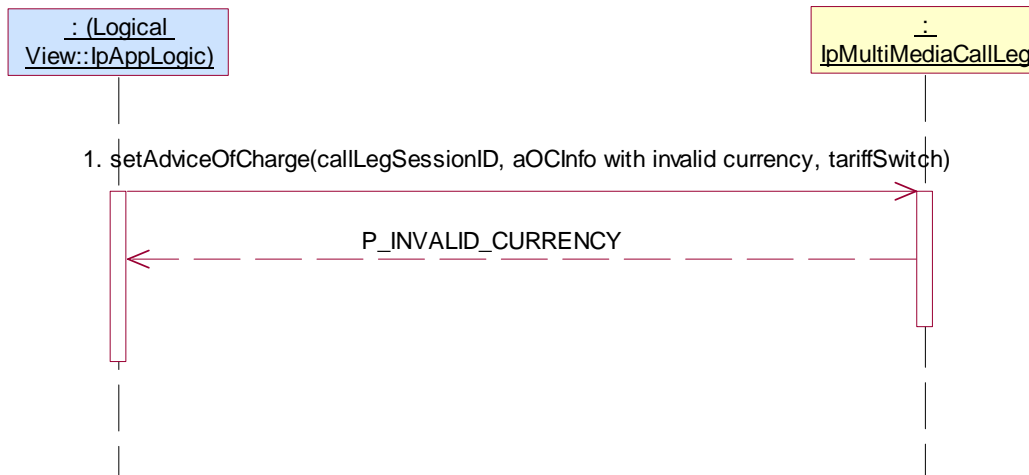 : (Logical
View::IpAppLogic)
:
IpMultiMediaCallLeg
1. setAdviceOfCharge(callLegSessionID, aOCInfo with invalid currency, tariffSwitch)
P_INVALID_CURRENCY